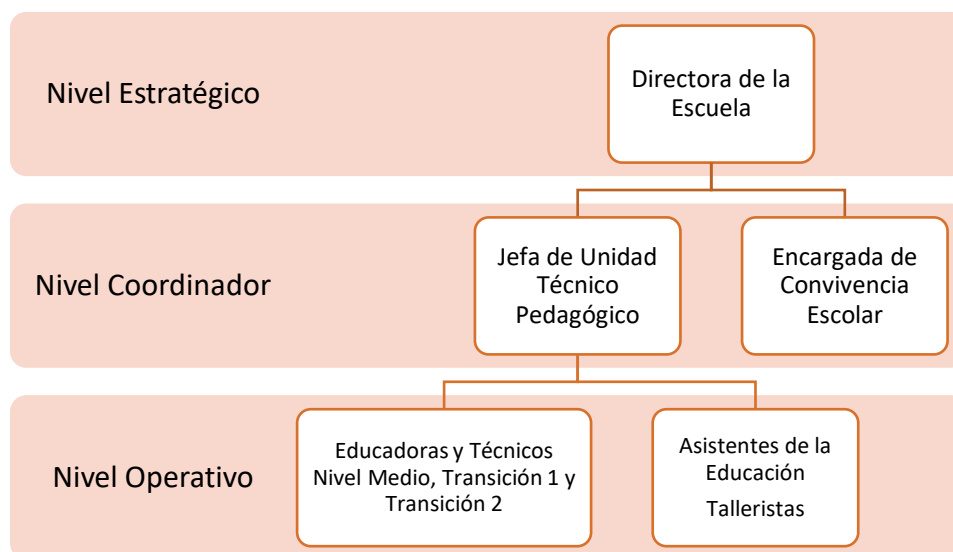 Nivel Estratégico
Directora de la
Escuela
Nivel Coordinador
Jefa de Unidad
Técnico
Pedagógico
Encargada de
Convivencia
Escolar
Nivel Operativo
Educadoras y Técnicos
Nivel Medio, Transición 1 y
Transición 2
Asistentes de la
Educación
Talleristas